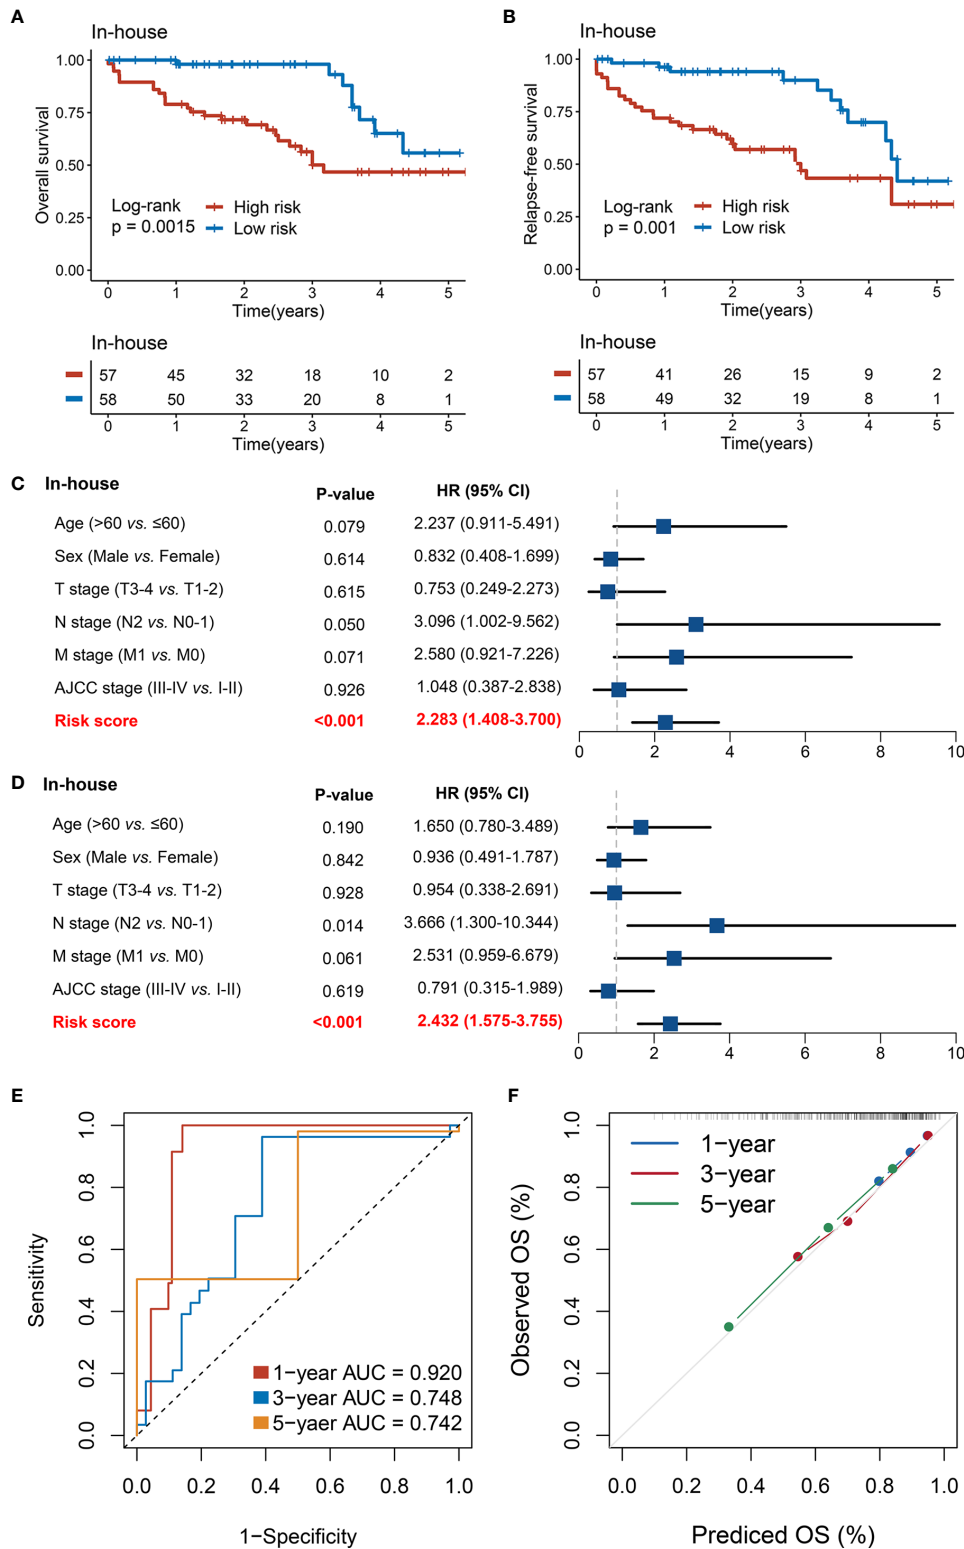 A
In-house
Overall survival
1.00
0.75
0.50
0.25
0.00
Log-rank
p = 0.0015
High risk
Low risk
0 1 2 3 4 5
Time(years)
In-house
57 45 32 18 10 2
58 50 33 20 8 1
0 1 2 3 4 5
Time(years)
B
In-house
Relapse-free survival
1.00
0.75
0.50
0.25
0.00
Log-rank
p = 0.001
High risk
Low risk
0 1 2 3 4 5
Time(years)
In-house
57 41 26 15 9 2
58 49 32 19 8 1
0 1 2 3 4 5
Time(years)
C In-house P-value HR (95% CI)
Age (>60 vs. ≤60) 0.079 2.237 (0.911-5.491)
Sex (Male vs. Female) 0.614 0.832 (0.408-1.699)
T stage (T3-4 vs. T1-2) 0.615 0.753 (0.249-2.273)
N stage (N2 vs. N0-1) 0.050 3.096 (1.002-9.562)
M stage (M1 vs. M0) 0.071 2.580 (0.921-7.226)
AJCC stage (III-IV vs. I-II) 0.926 1.048 (0.387-2.838)
Risk score <0.001 2.283 (1.408-3.700)
0 2 4 6 8 10
D In-house P-value HR (95% CI)
Age (>60 vs. ≤60) 0.190 1.650 (0.780-3.489)
Sex (Male vs. Female) 0.842 0.936 (0.491-1.787)
T stage (T3-4 vs. T1-2) 0.928 0.954 (0.338-2.691)
N stage (N2 vs. N0-1) 0.014 3.666 (1.300-10.344)
M stage (M1 vs. M0) 0.061 2.531 (0.959-6.679)
AJCC stage (III-IV vs. I-II) 0.619 0.791 (0.315-1.989)
Risk score <0.001 2.432 (1.575-3.755)
0 2 4 6 8 10
E
Sensitivity
1.0
0.8
0.6
0.4
0.2
0.0
1−year AUC = 0.920
3−year AUC = 0.748
5−yaer AUC = 0.742
0.0 0.2 0.4 0.6 0.8 1.0
1−Specificity
F
Observed OS (%)
1.0
0.8
0.6
0.4
0.2
0.0
1−year
3−year
5−year
0.0 0.2 0.4 0.6 0.8 1.0
Prediced OS (%)